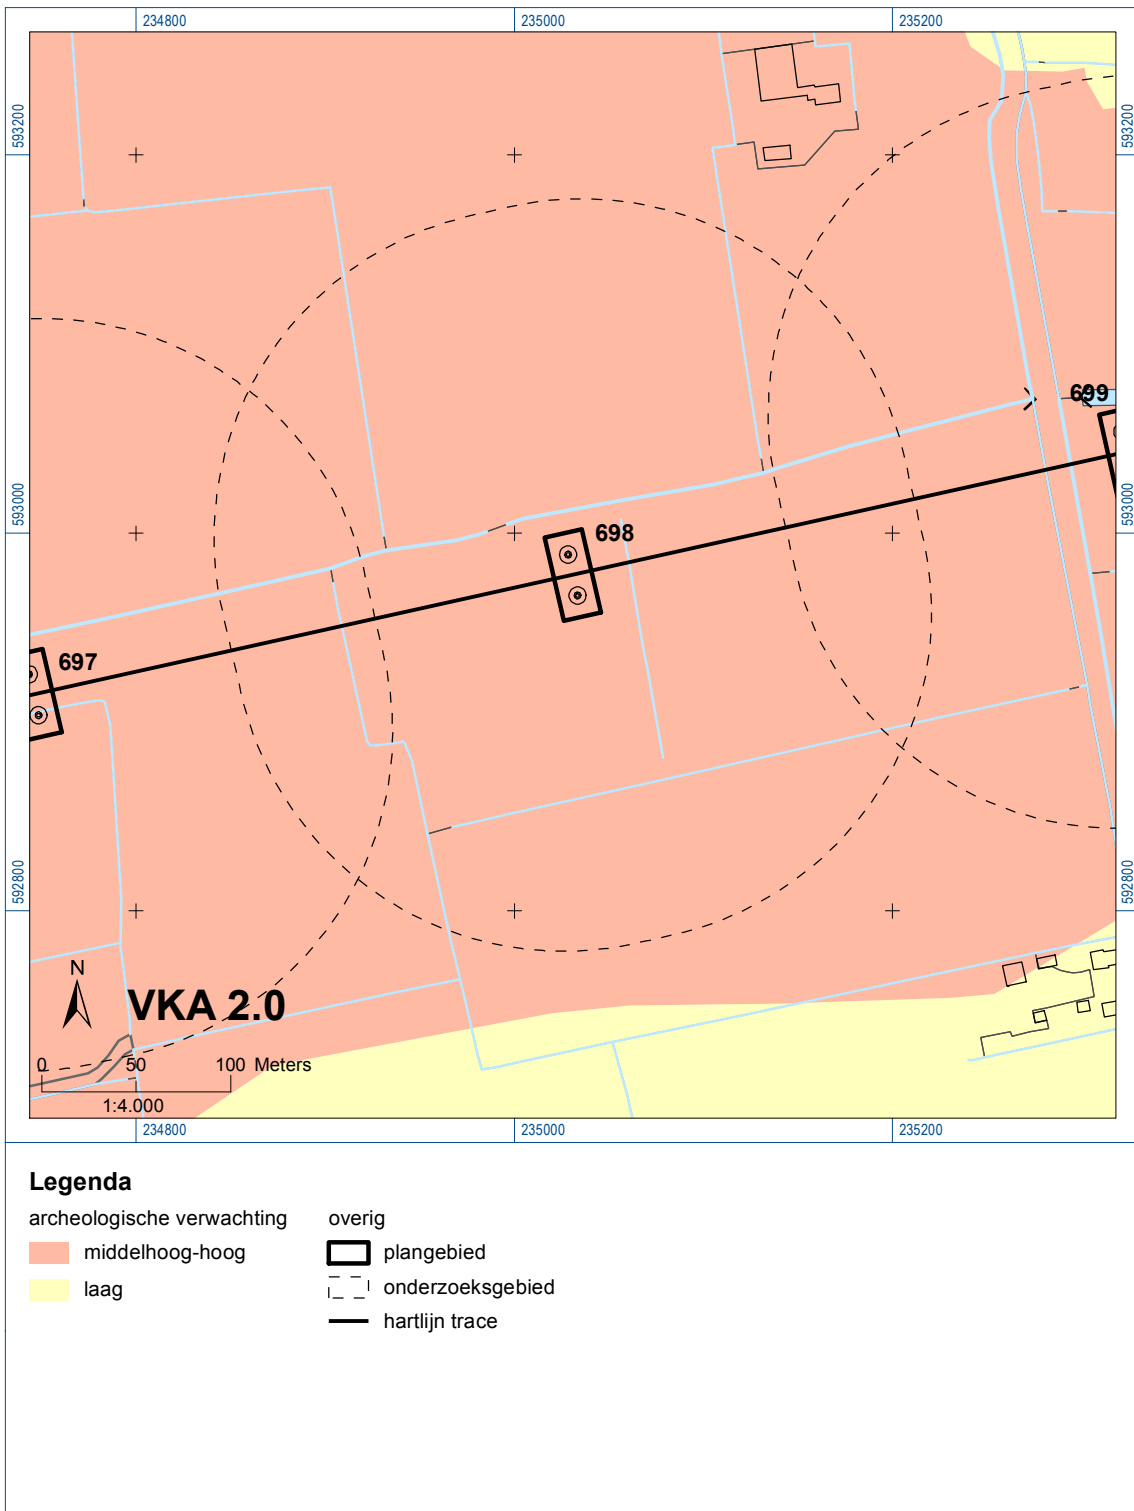 234800 235000 235200
593200 593200
699
593000 698 593000
697
592800 592800
N
VKA 2.0
0 50 100 Meters
1:4.000
234800 235000 235200
Legenda
archeologische verwachting overig
middelhoog-hoog plangebied
laag onderzoeksgebied
hartlijn trace